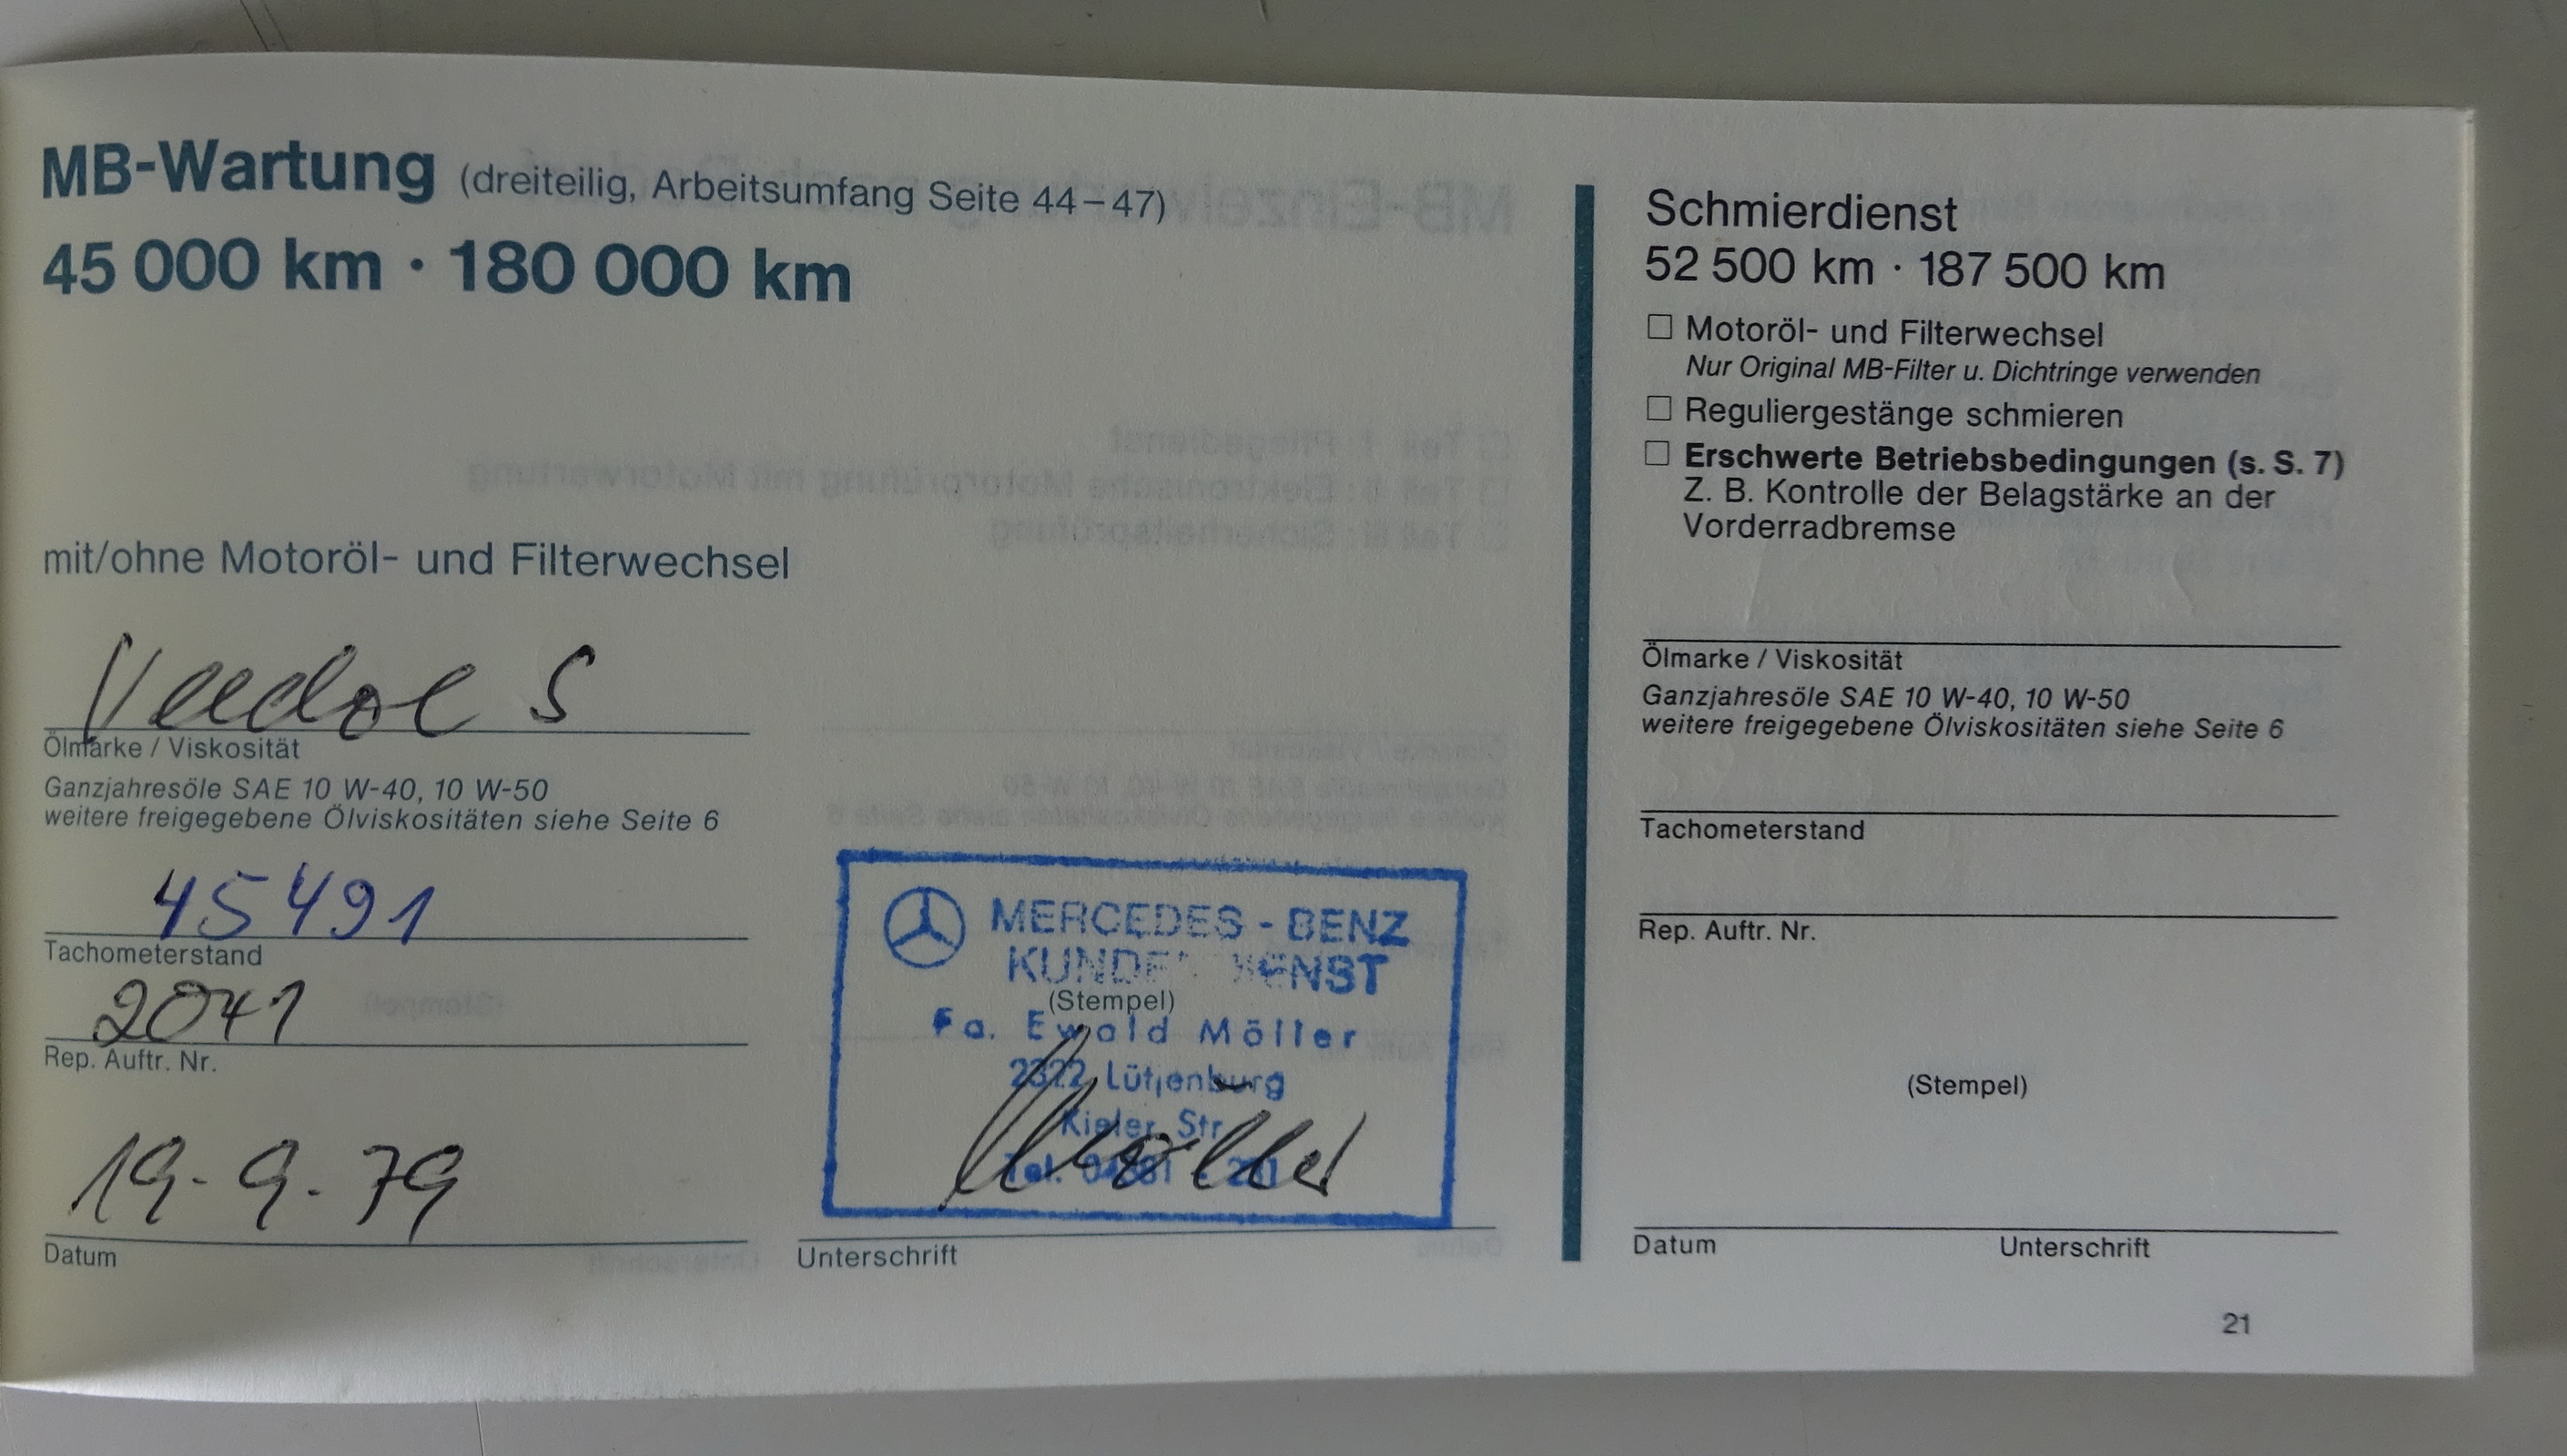 MB-Wartung (dreiteilig, Arbeitsumfang Seite 44–47)
45 000 km · 180 000 km
mit/ohne Motoröl- und Filterwechsel
Veedol S
Ölmarke / Viskosität
Ganzjahresöle SAE 10 W-40, 10 W-50
weitere freigegebene Ölviskositäten siehe Seite 6
45491
Tachometerstand
2041
Rep. Auftr. Nr.
19-9.79
Datum
MERCEDES - BENZ
KUNDENDIENST
(Stempel)
Fa. Ewald Möller
2322 Lütjenburg
Kieler Str
Tel.
Unterschrift
Schmierdienst
52 500 km · 187 500 km
Motoröl- und Filterwechsel
Nur Original MB-Filter u. Dichtringe verwenden
Reguliergestänge schmieren
Erschwerte Betriebsbedingungen (s. S. 7)
Z. B. Kontrolle der Belagstärke an der
Vorderradbremse
Ölmarke / Viskosität
Ganzjahresöle SAE 10 W-40, 10 W-50
weitere freigegebene Ölviskositäten siehe Seite 6
Tachometerstand
Rep. Auftr. Nr.
(Stempel)
Datum Unterschrift
21